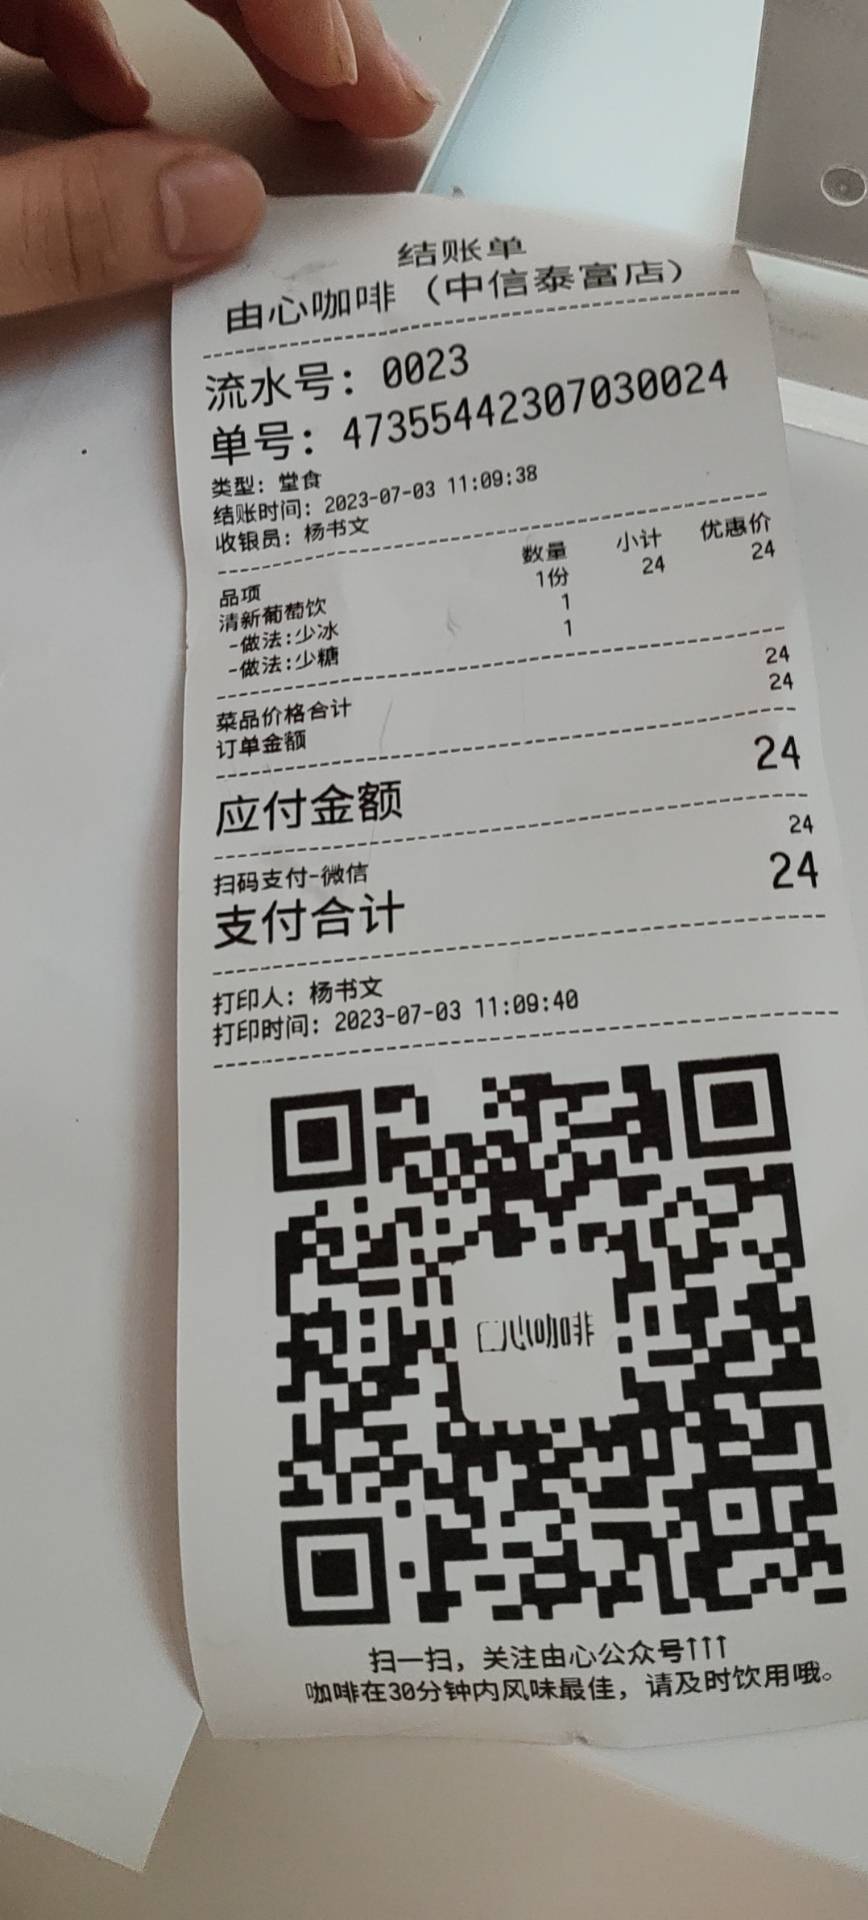 结账单
由心咖啡（中信泰富店）
流水号：0023
单号：47355442307030024
类型：堂食
结账时间：2023-07-03 11:09:38
收银员：杨书文
品项 数量 小计 优惠价
清新葡萄饮 1份 24 24
-做法:少冰 1
-做法:少糖 1
菜品价格合计 24
订单金额 24
应付金额 24
扫码支付-微信 24
支付合计 24
打印人：杨书文
打印时间：2023-07-03 11:09:40
心咖啡
扫一扫，关注由心公众号↑↑↑
咖啡在30分钟内风味最佳，请及时饮用哦。